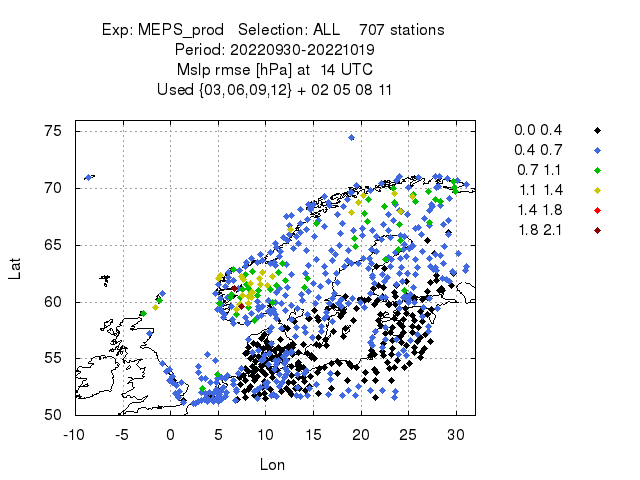 Exp: MEPS_prod Selection: ALL 707 stations
Period: 20220930-20221019
Mslp rmse [hPa] at 14 UTC
Used {03,06,09,12} + 02 05 08 11
0.0 0.4
0.4 0.7
0.7 1.1
1.1 1.4
1.4 1.8
1.8 2.1
75
70
65
60
55
50
Lat
-10 -5 0 5 10 15 20 25 30
Lon